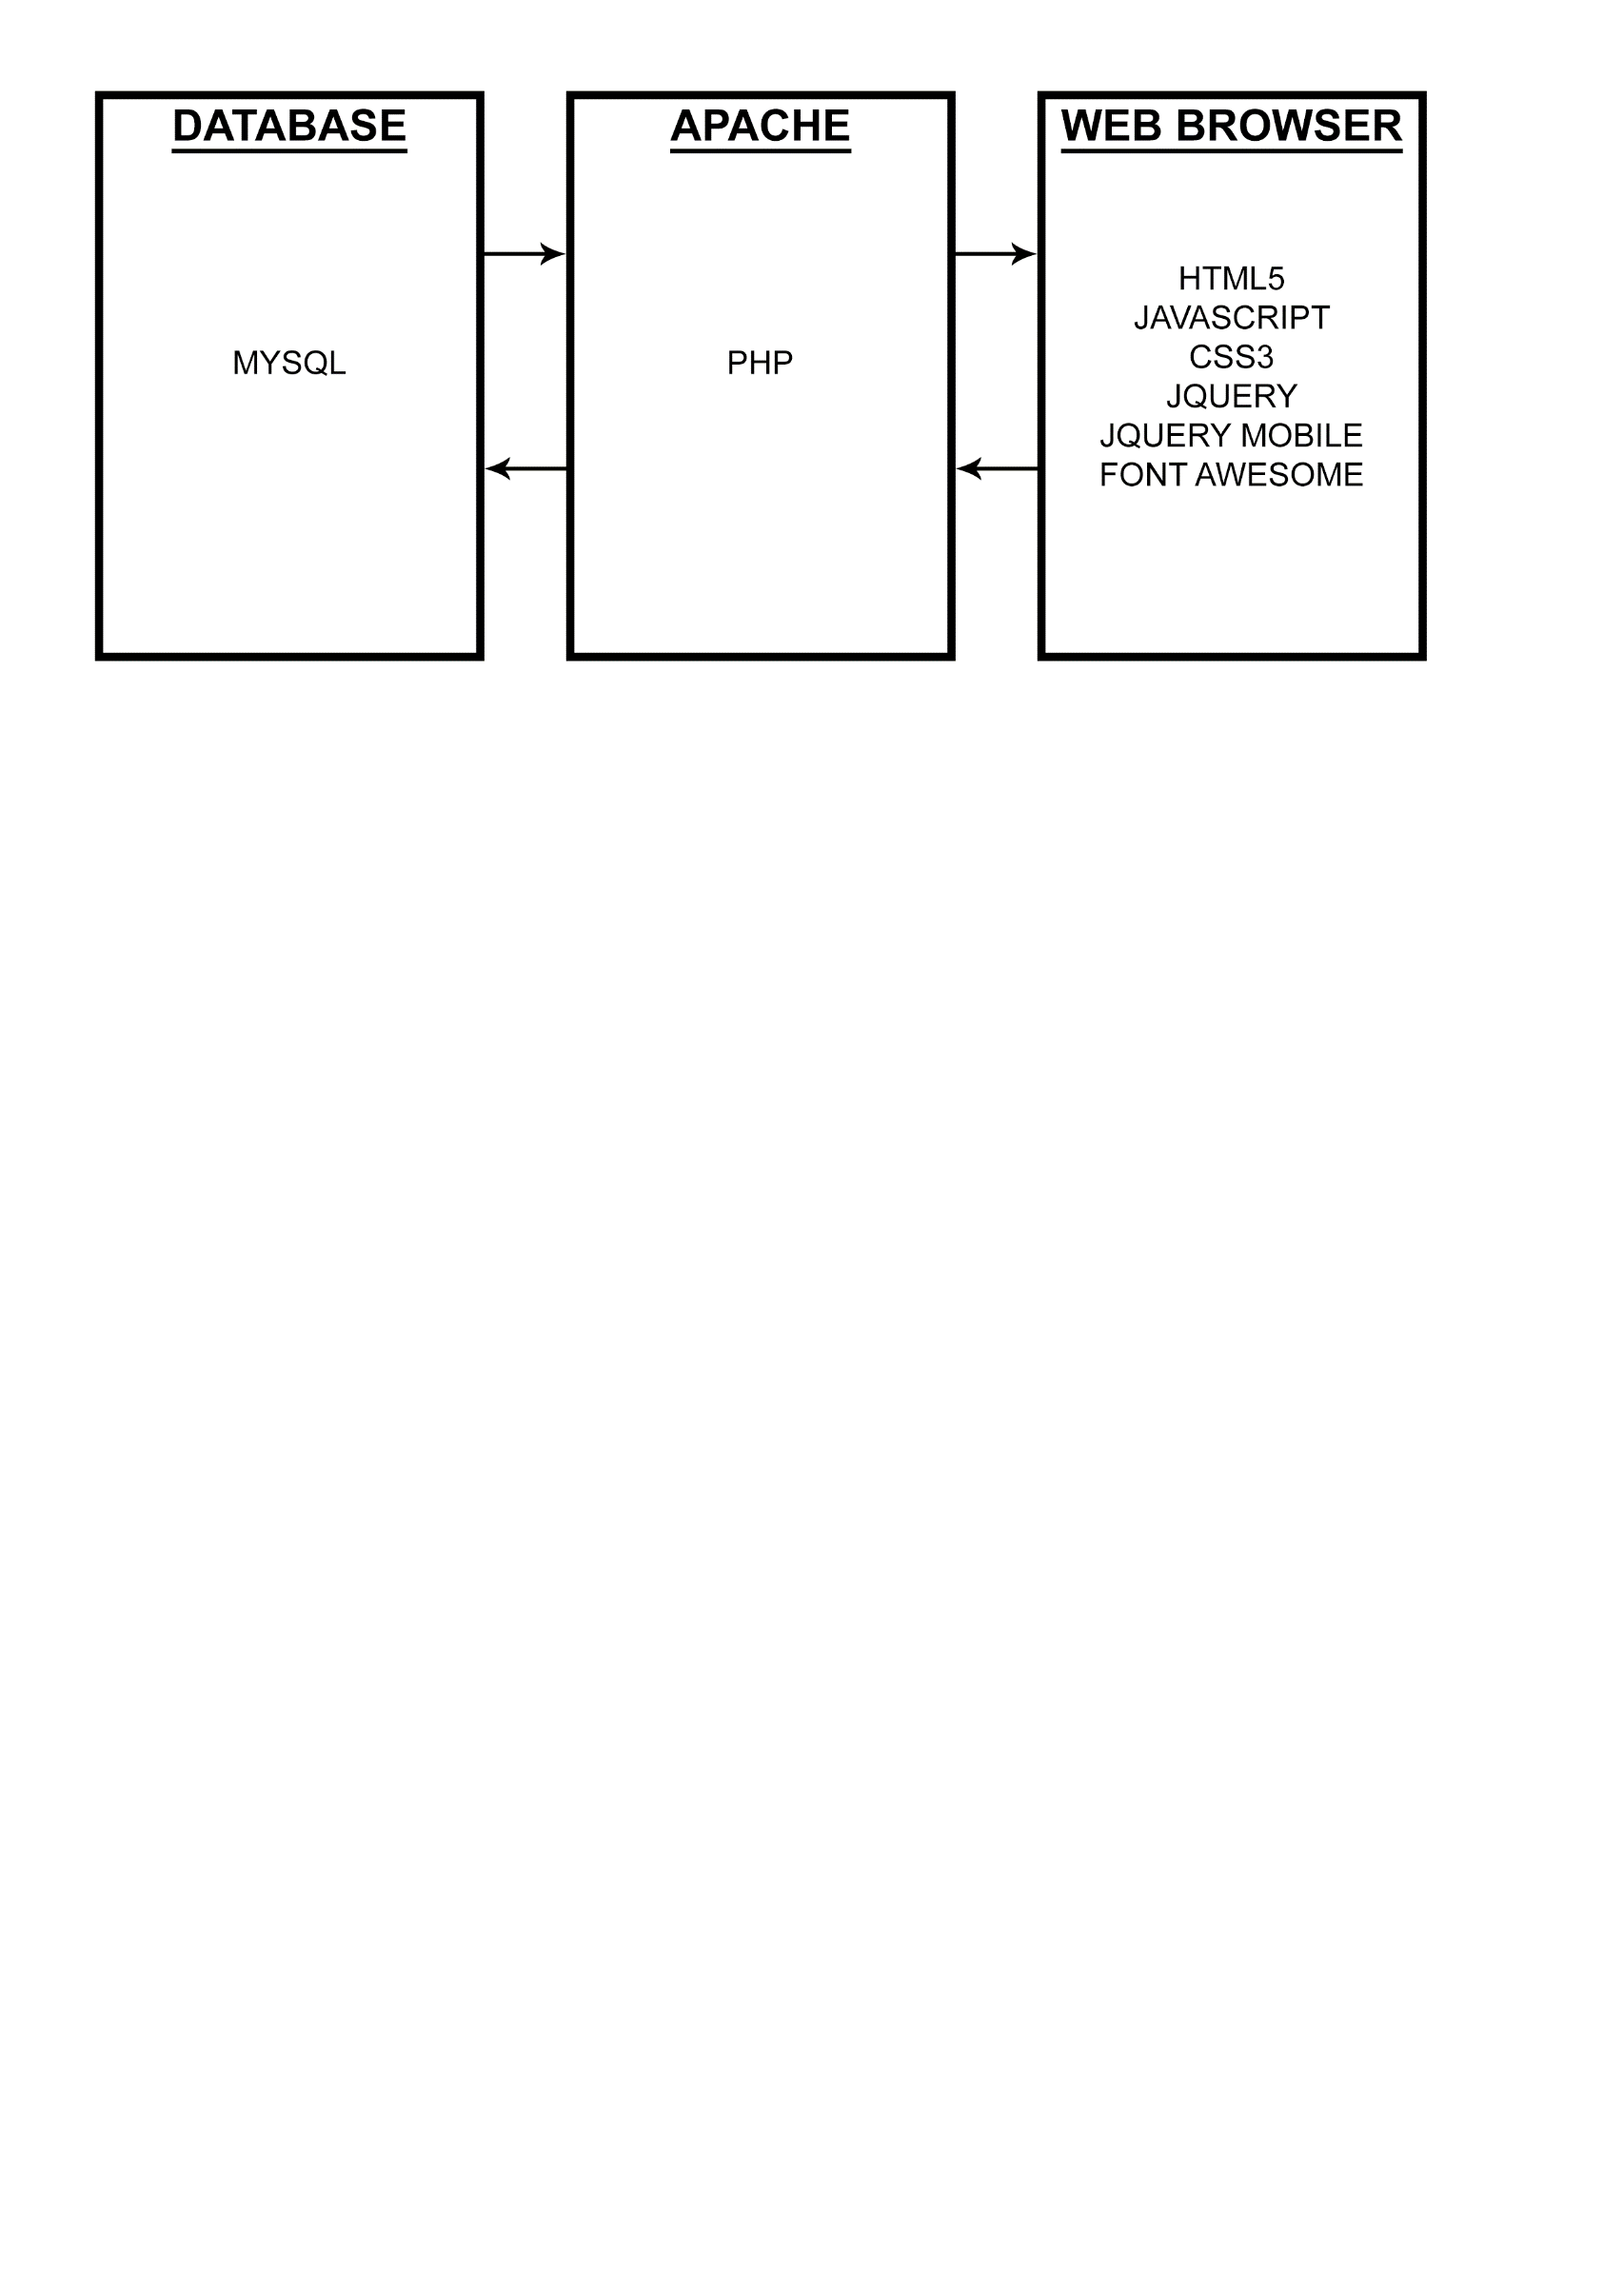 DATABASE
MYSQL
APACHE
PHP
WEB BROWSER
HTML5
JAVASCRIPT
CSS3
JQUERY
JQUERY MOBILE
FONT AWESOME